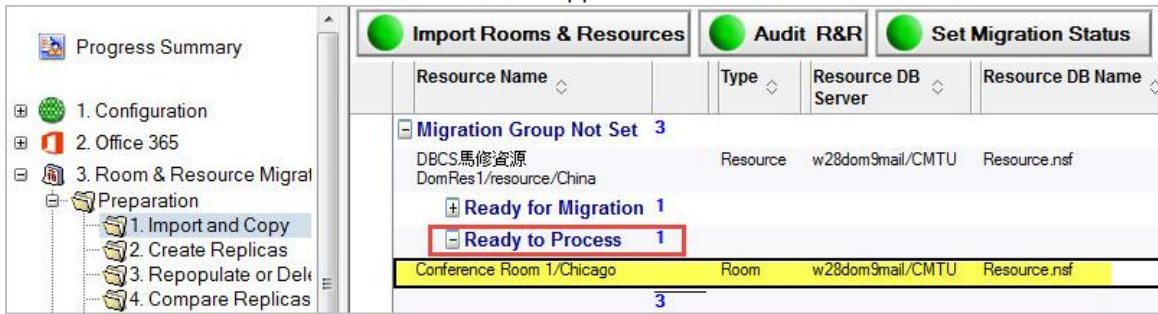 Progress Summary
1. Configuration
2. Office 365
3. Room & Resource Migrat
Preparation
1. Import and Copy
2. Create Replicas
3. Repopulate or Dele
4. Compare Replicas
Import Rooms & Resources Audit R&R Set Migration Status
Resource Name Type Resource DB Server Resource DB Name
Migration Group Not Set 3
DBCS馬修資源 Resource w28dom9mail/CMTU Resource.nsf
DomRes1/resource/China
Ready for Migration 1
Ready to Process 1
Conference Room 1/Chicago Room w28dom9mail/CMTU Resource.nsf
3